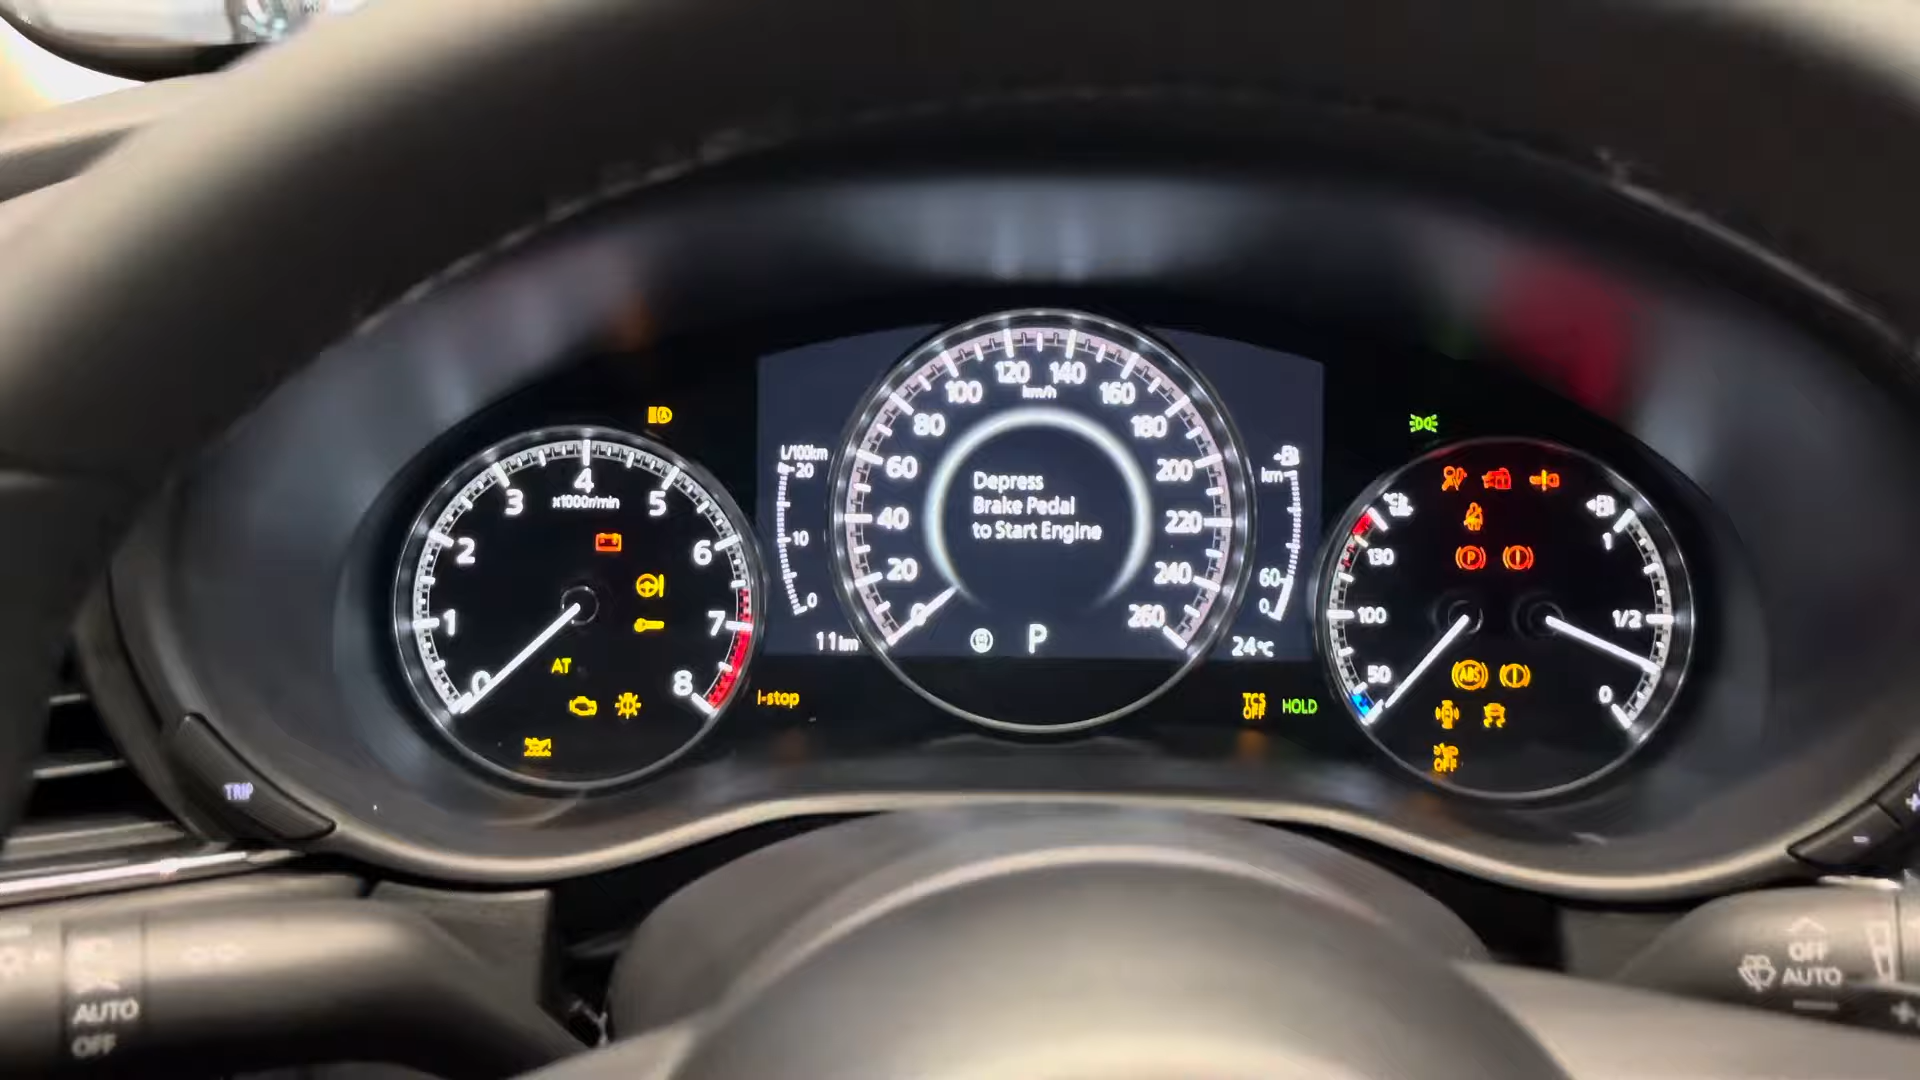 4
3
5
x1000r/min
2
6
1
7
AT
0
8
L/100km
20
10
0
11km
i-stop
120
140
km/h
100
160
80
180
60
200
40
220
20
240
0
260
Depress
Brake Pedal
to Start Engine
P
km
60
0
24°C
TCS
OFF
HOLD
°C
130
100
50
P
ABS
OFF
1
1/2
0
TRIP
AUTO
OFF
OFF
AUTO